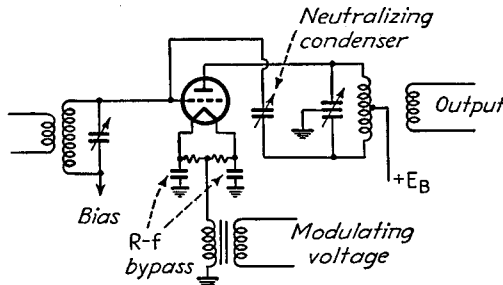 Neutralizing
condenser
Output
+E_B
Bias
R-f
bypass
Modulating
voltage